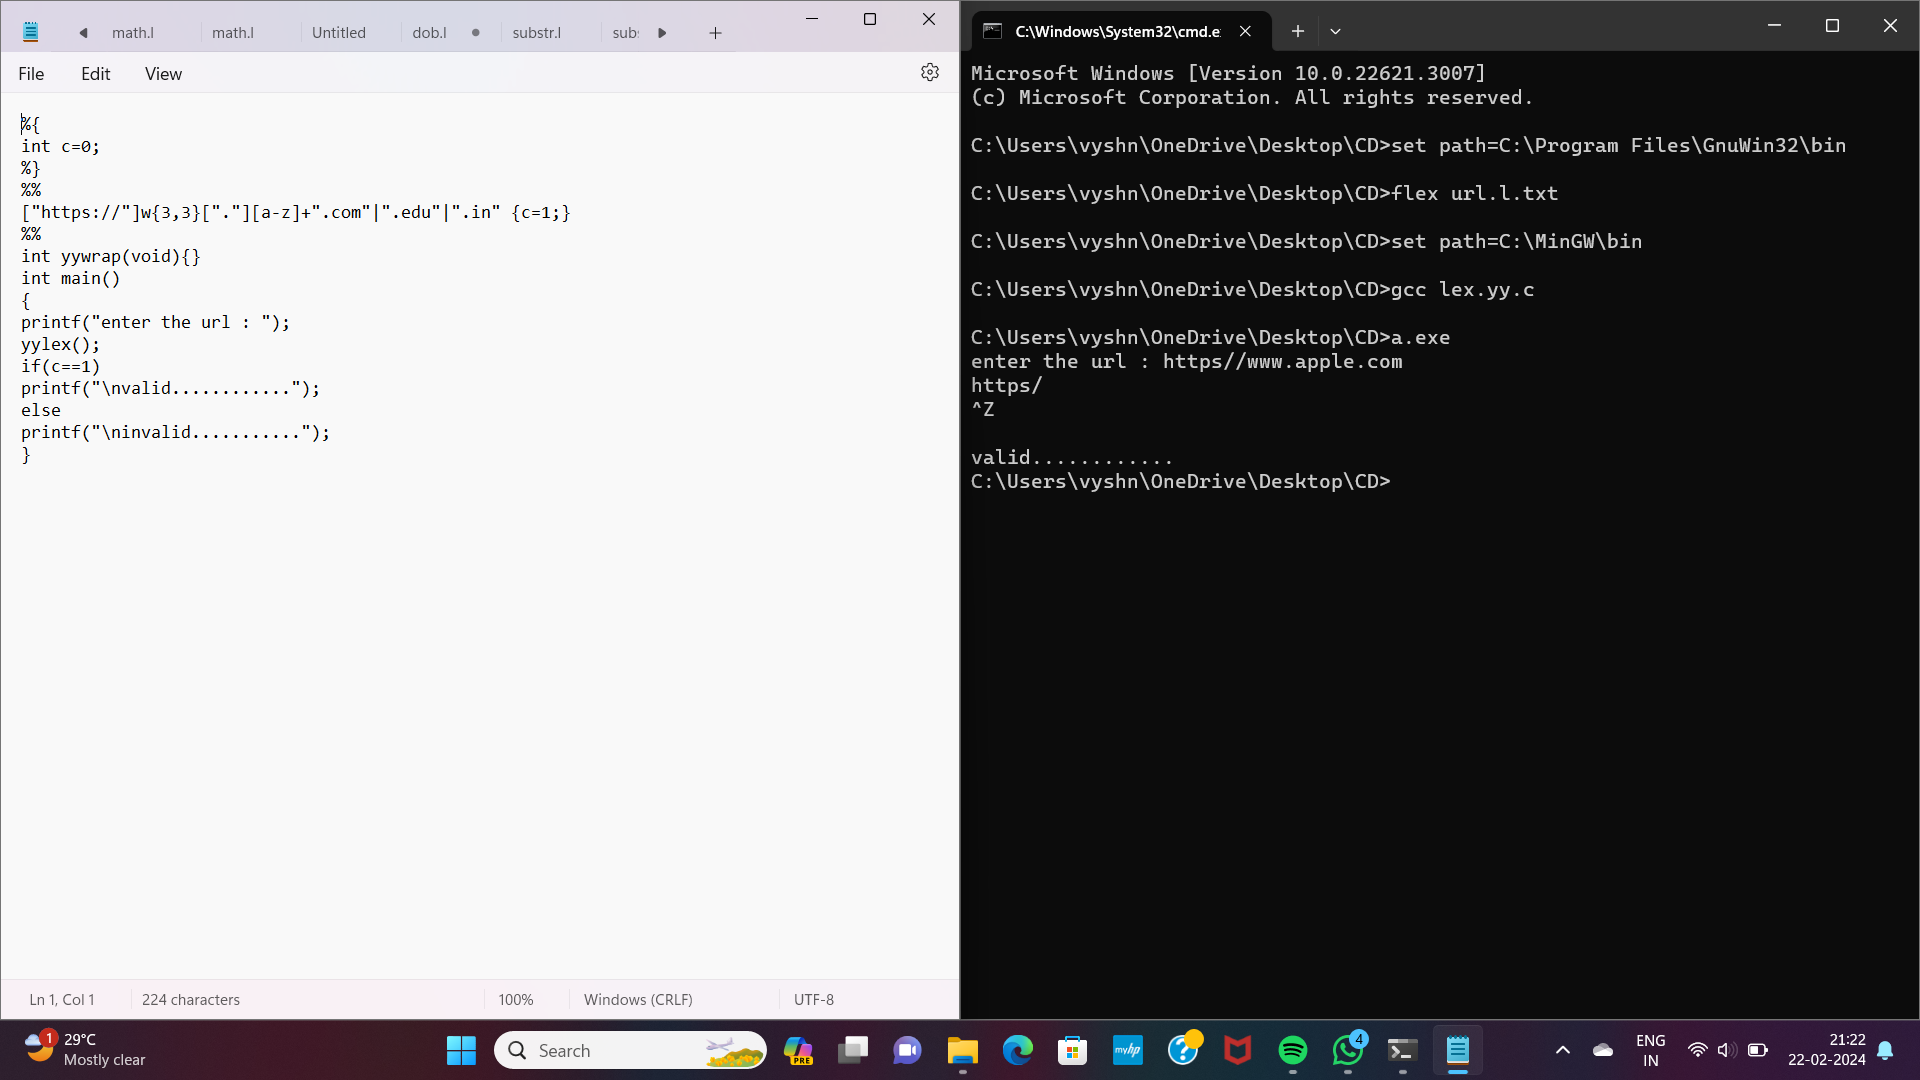 math.l
math.l
Untitled
dob.l
substr.l
sub
File
Edit
View
%{
int c=0;
%}
%%
["https://"]w{3,3}["."][a-z]+".com"|".edu"|".in" {c=1;}
%%
int yywrap(void){}
int main()
{
printf("enter the url : ");
yylex();
if(c==1)
printf("\nvalid............");
else
printf("\ninvalid...........");
}
Ln 1, Col 1
224 characters
100%
Windows (CRLF)
UTF-8
C:\Windows\System32\cmd.e
Microsoft Windows [Version 10.0.22621.3007]
(c) Microsoft Corporation. All rights reserved.
C:\Users\vyshn\OneDrive\Desktop\CD>set path=C:\Program Files\GnuWin32\bin
C:\Users\vyshn\OneDrive\Desktop\CD>flex url.l.txt
C:\Users\vyshn\OneDrive\Desktop\CD>set path=C:\MinGW\bin
C:\Users\vyshn\OneDrive\Desktop\CD>gcc lex.yy.c
C:\Users\vyshn\OneDrive\Desktop\CD>a.exe
enter the url : https//www.apple.com
https/
^Z
valid............
C:\Users\vyshn\OneDrive\Desktop\CD>
1
29°C
Mostly clear
Search
PRE
myhp
4
ENG
IN
21:22
22-02-2024